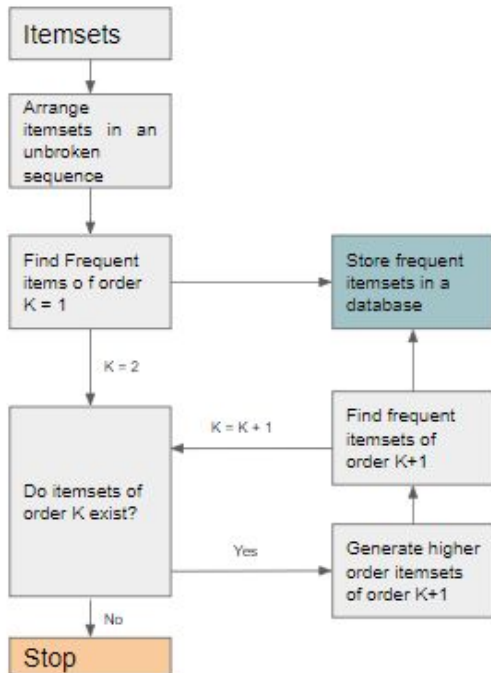 Itemsets
Arrange
itemsets in an
unbroken
sequence
Find Frequent
items o f order
K = 1
Store frequent
itemsets in a
database
K = 2
K = K + 1
Find frequent
itemsets of
order K+1
Do itemsets of
order K exist?
Yes
Generate higher
order itemsets
of order K+1
No
Stop